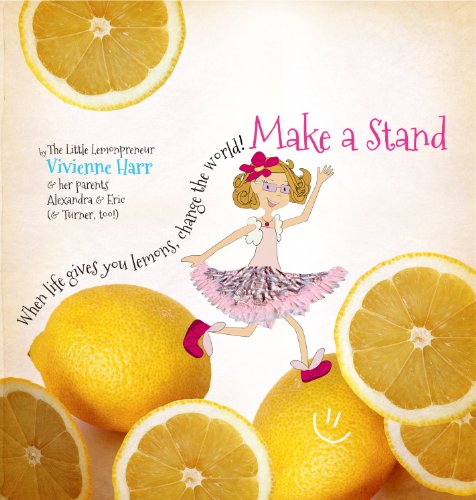 Make a Stand
by The Little Lemonpreneur
Vivienne Harr
& her parents
Alexandra & Eric
(& Turner, too!)
When life gives you lemons, change the world!